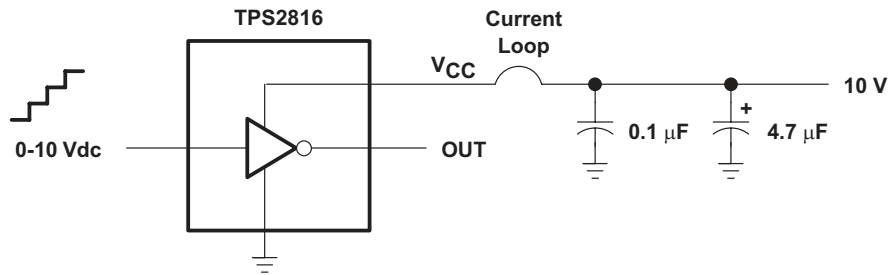 TPS2816
Current
Loop
VCC
10 V
0-10 Vdc
OUT
0.1 μF
+
4.7 μF